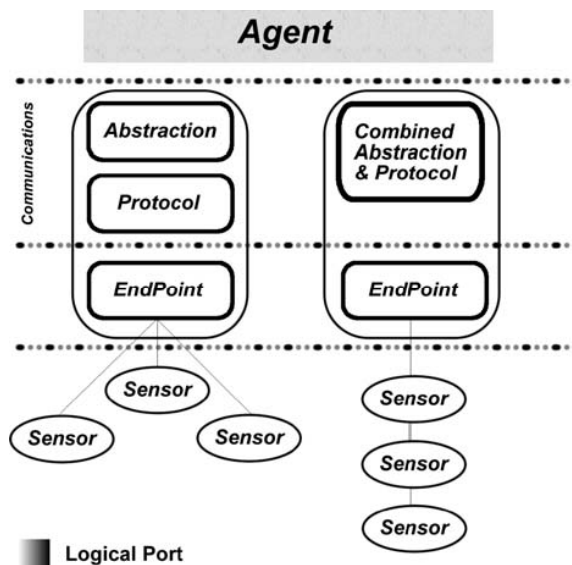 Agent
Communications
Abstraction
Combined
Abstraction
& Protocol
Protocol
EndPoint
EndPoint
Sensor
Sensor
Sensor
Sensor
Sensor
Sensor
Logical Port